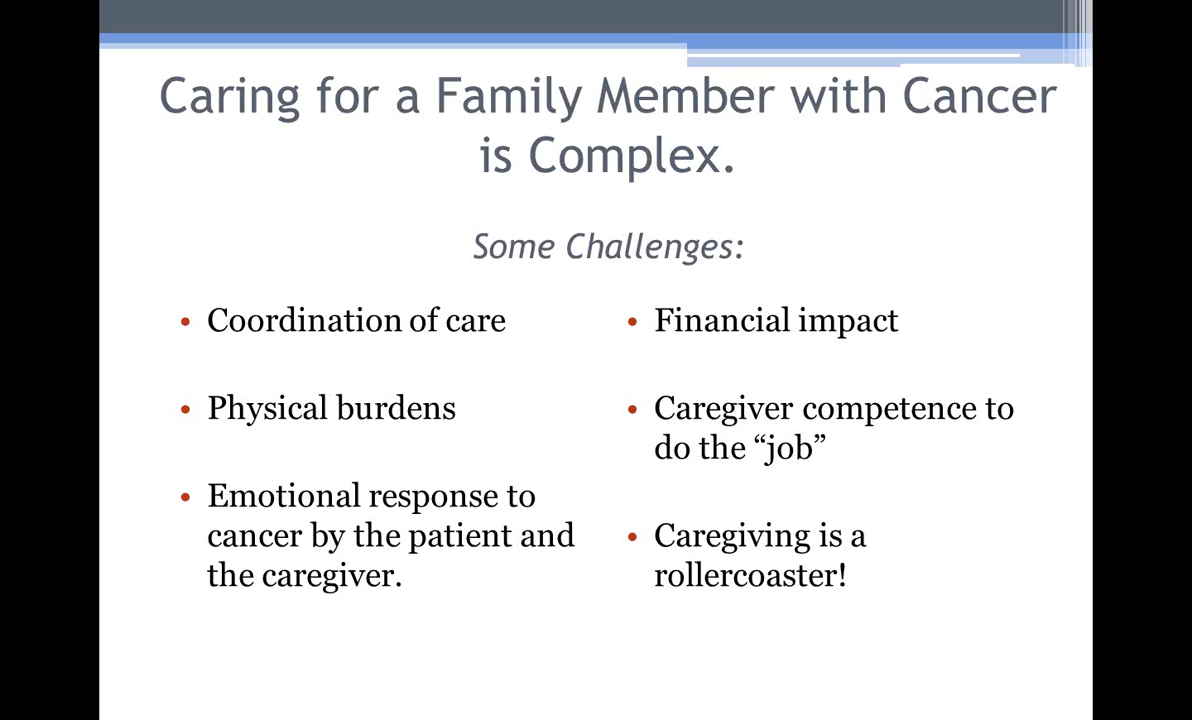 Caring for a Family Member with Cancer
is Complex.
Some Challenges:
• Coordination of care
• Physical burdens
• Emotional response to
cancer by the patient and
the caregiver.
• Financial impact
• Caregiver competence to
do the “job”
• Caregiving is a
rollercoaster!